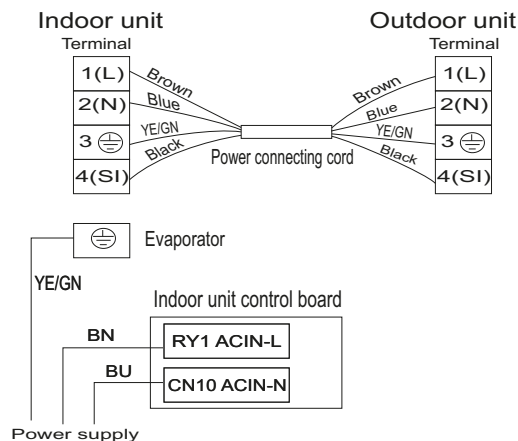 Indoor unit
Outdoor unit
Terminal
Terminal
1(L)
Brown
Brown
1(L)
2(N)
Blue
Blue
2(N)
3
YE/GN
YE/GN
3
4(SI)
Black
Black
4(SI)
Power connecting cord
Evaporator
YE/GN
Indoor unit control board
BN
RY1 ACIN-L
BU
CN10 ACIN-N
Power supply